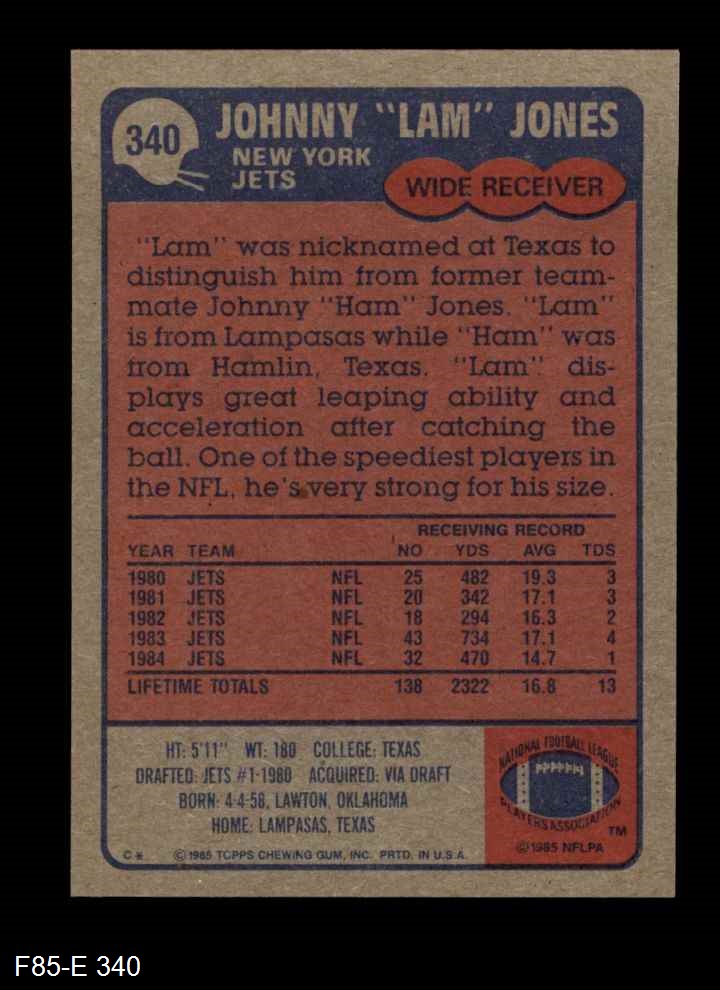 340
JOHNNY "LAM" JONES
NEW YORK
JETS
WIDE RECEIVER
"Lam" was nicknamed at Texas to
distinguish him from former team-
mate Johnny "Ham" Jones. "Lam"
is from Lampasas while "Ham" was
from Hamlin, Texas. "Lam" dis-
plays great leaping ability and
acceleration after catching the
ball. One of the speediest players in
the NFL, he's very strong for his size.
RECEIVING RECORD
YEAR TEAM NO YDS AVG TDS
1980 JETS NFL 25 482 19.3 3
1981 JETS NFL 20 342 17.1 3
1982 JETS NFL 18 294 16.3 2
1983 JETS NFL 43 734 17.1 4
1984 JETS NFL 32 470 14.7 1
LIFETIME TOTALS 138 2322 16.8 13
HT: 5'11" WT: 180 COLLEGE: TEXAS
DRAFTED: JETS #1-1980 ACQUIRED: VIA DRAFT
BORN: 4-4-58, LAWTON, OKLAHOMA
HOME: LAMPASAS, TEXAS
C* © 1985 TOPPS CHEWING GUM, INC. PRTD. IN U.S.A.
NATIONAL FOOTBALL LEAGUE
PLAYERS ASSOCIATION
TM
© 1985 NFLPA
F85-E 340